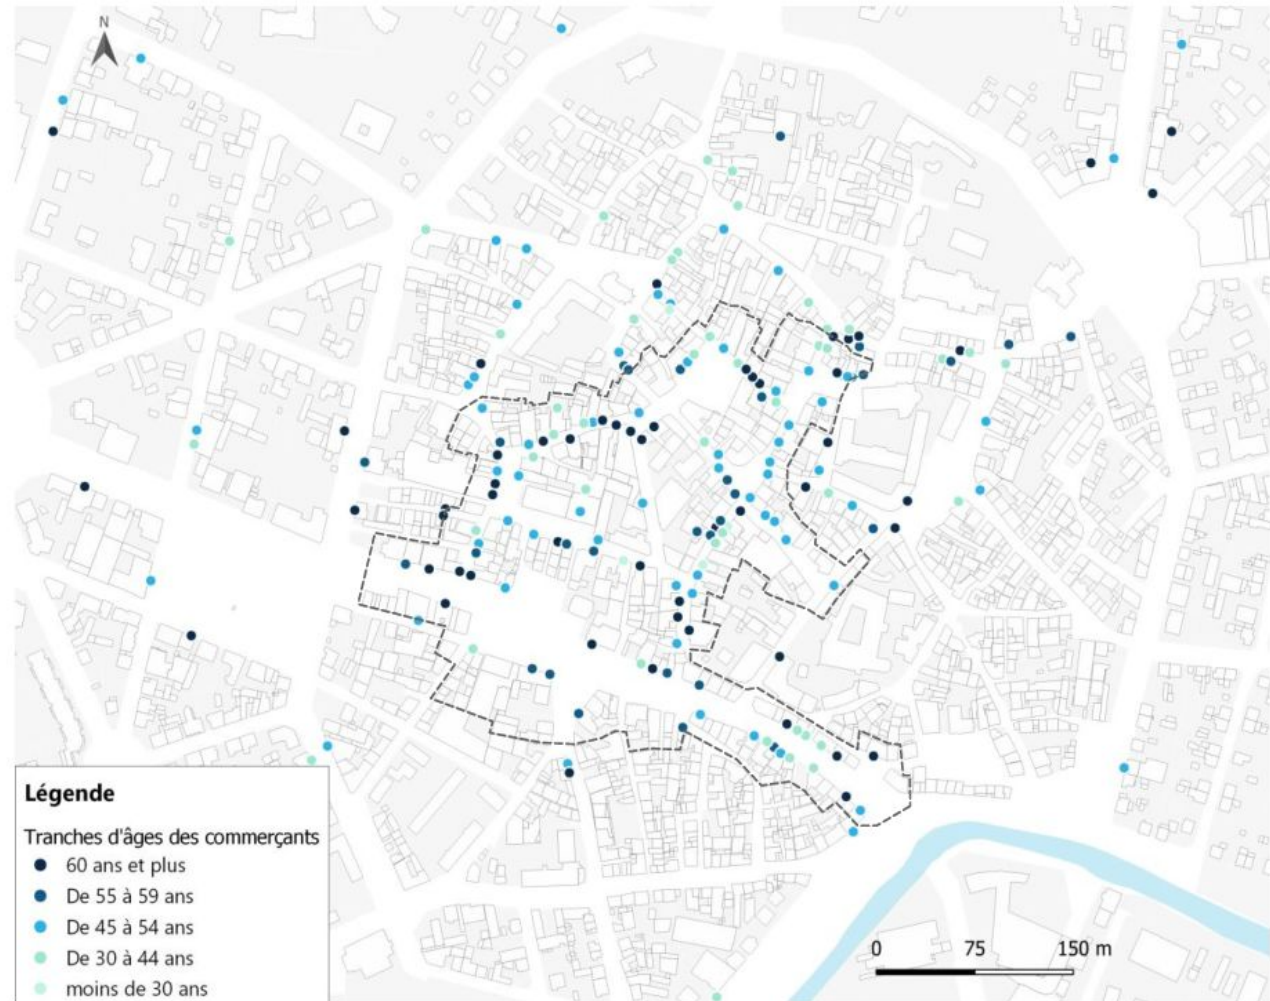 N
Légende
Tranches d'âges des commerçants
60 ans et plus
De 55 à 59 ans
De 45 à 54 ans
De 30 à 44 ans
moins de 30 ans
0 75 150 m